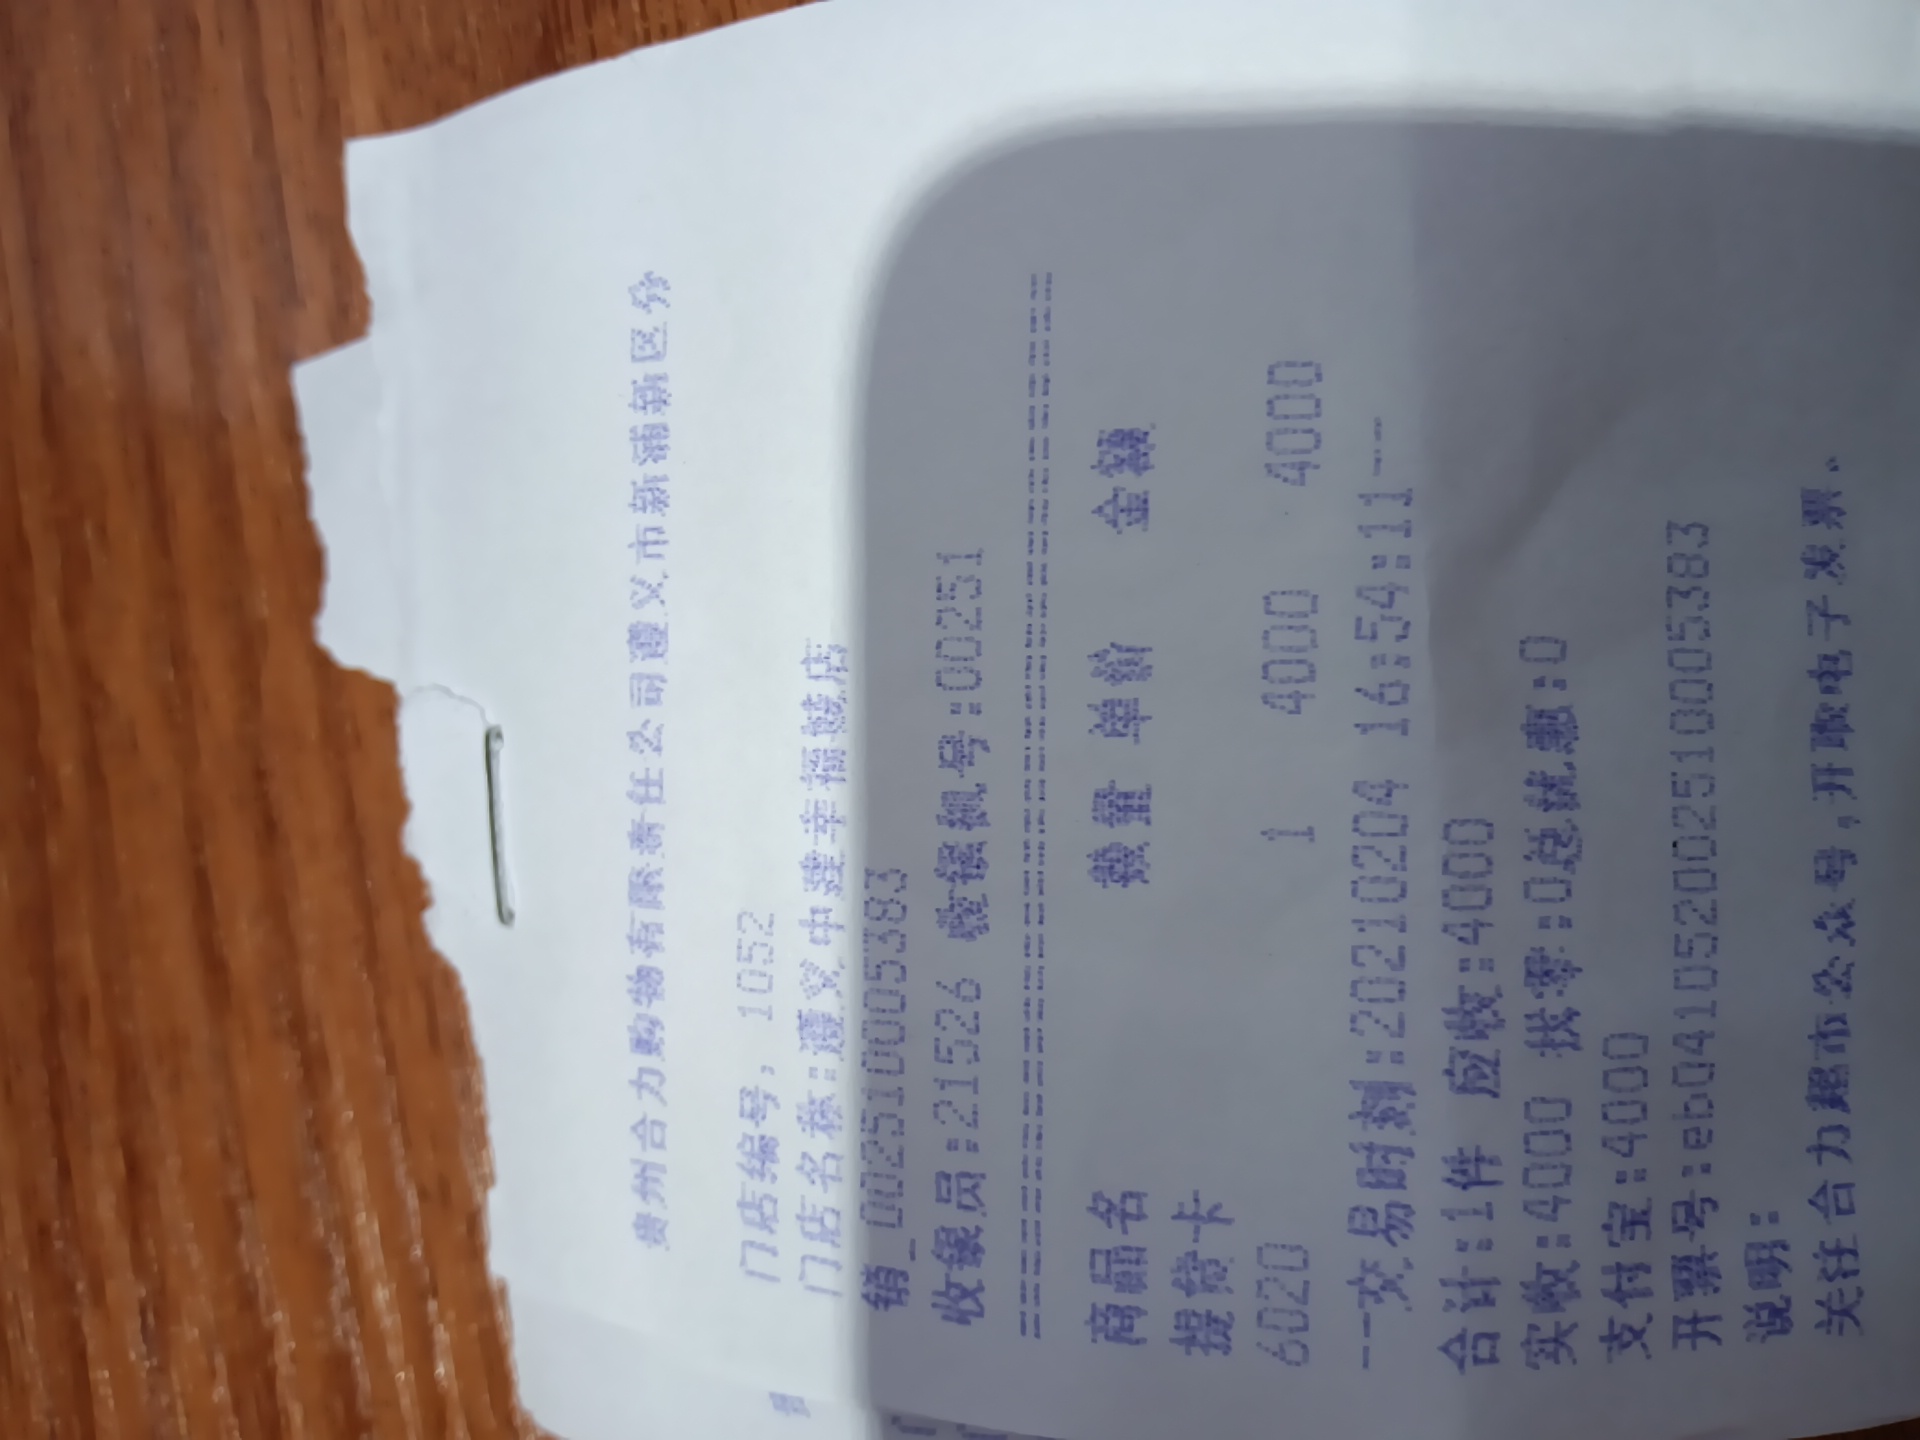 贵州合力购物有限责任公司遵义市新蒲新区分
门店编号: 1052
门店名称:遵义中建幸福城店
销_00251005383
收银员:21526 收银机号:00251
==========================================
商品名 数量 单价 金额
提货卡
6020 1 4000 4000
--交易时刻:20210204 16:54:11--
合计:1件 应收:4000
实收:4000 找零:0总优惠:0
支付宝:4000
开票号:eb041052002510053​83
说明:
关注合力超市公众号,开取电子发票.